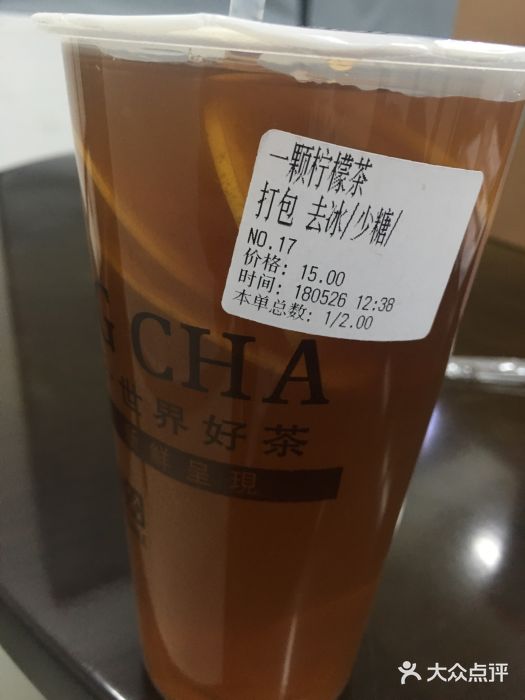 一颗柠檬茶
打包 去冰/少糖/
NO.17
价格: 15.00
时间: 180526 12:38
本单总数: 1/2.00
G CHA
世界好茶
鲜呈現
大众点评